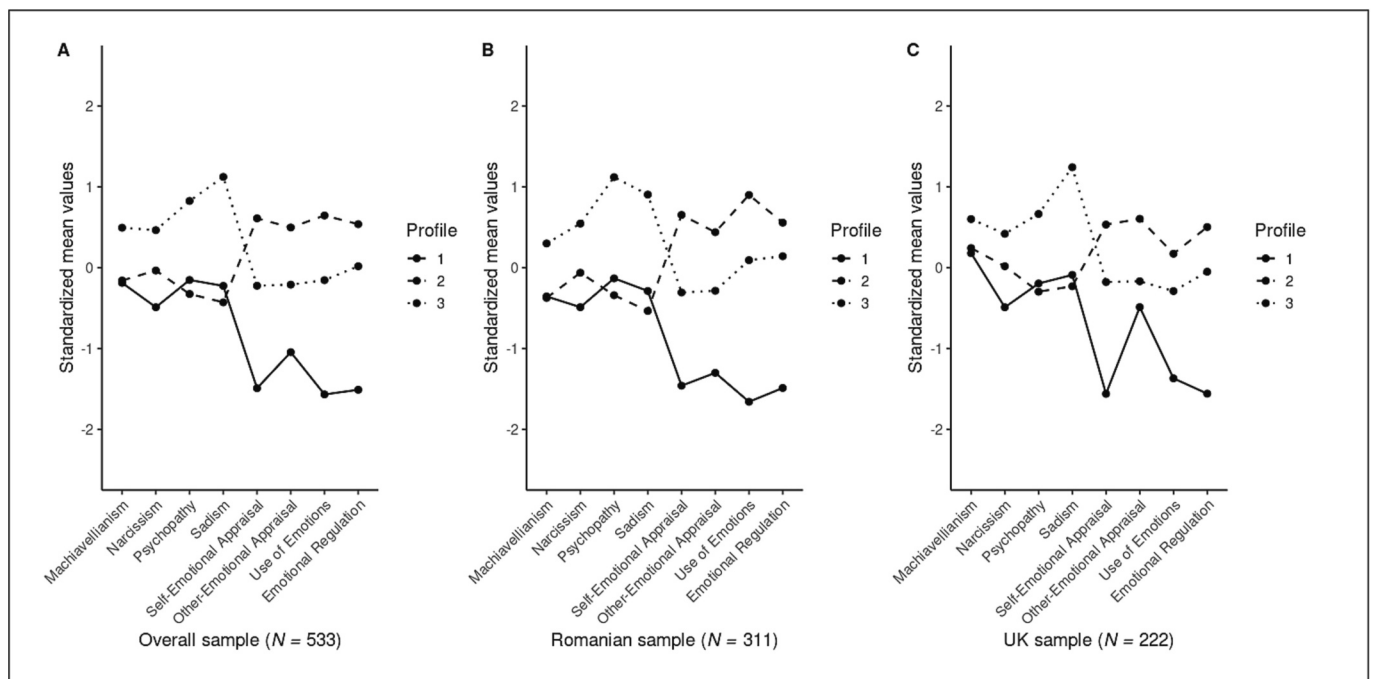 A
Standardized mean values
2
1
0
-1
-2
Machiavellianism
Narcissism
Psychopathy
Sadism
Self-Emotional Appraisal
Other-Emotional Appraisal
Use of Emotions
Emotional Regulation
Profile
1
2
3
Overall sample (N = 533)
B
Standardized mean values
2
1
0
-1
-2
Machiavellianism
Narcissism
Psychopathy
Sadism
Self-Emotional Appraisal
Other-Emotional Appraisal
Use of Emotions
Emotional Regulation
Profile
1
2
3
Romanian sample (N = 311)
C
Standardized mean values
2
1
0
-1
-2
Machiavellianism
Narcissism
Psychopathy
Sadism
Self-Emotional Appraisal
Other-Emotional Appraisal
Use of Emotions
Emotional Regulation
Profile
1
2
3
UK sample (N = 222)